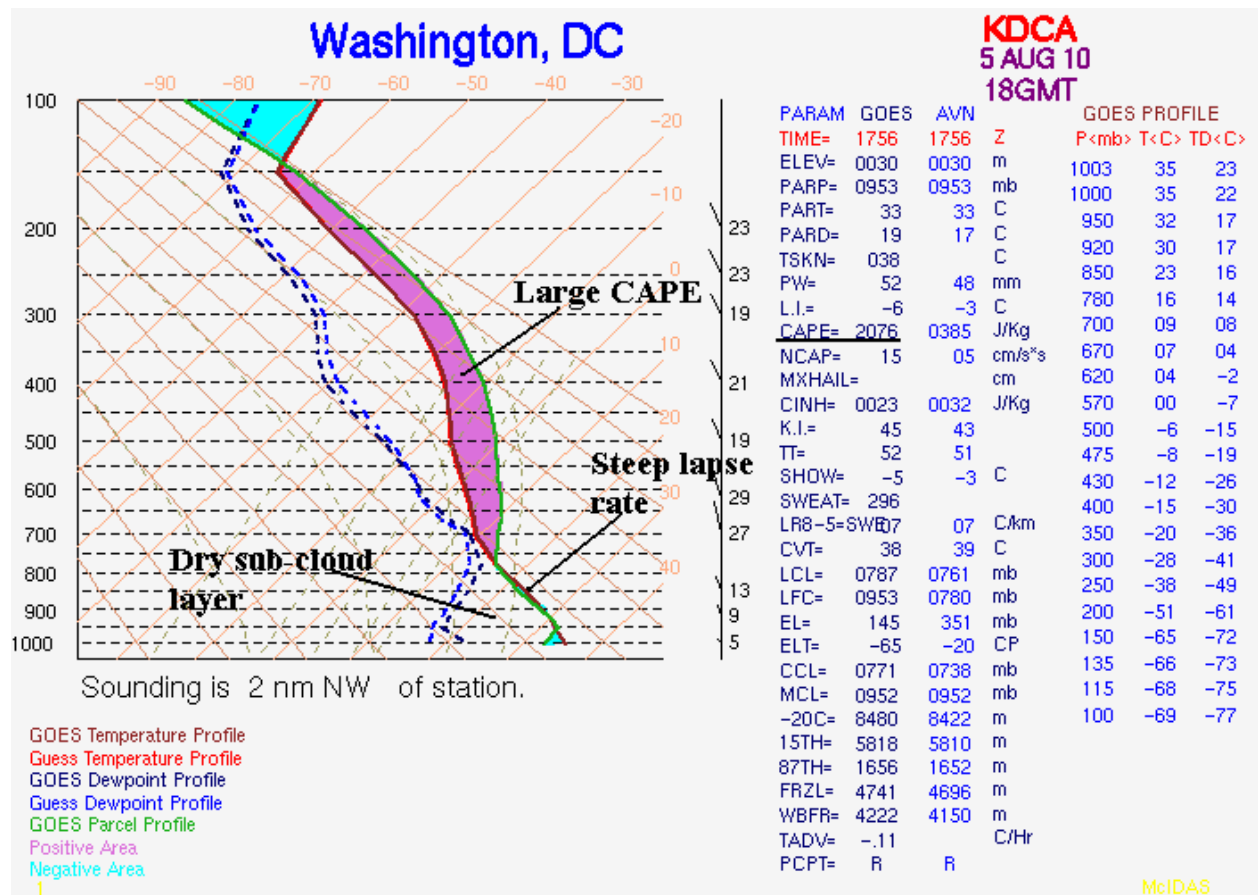 Washington, DC
KDCA
5 AUG 10
18GMT
-90 -80 -70 -60 -50 -40 -30
-20
-10
0
10
20
30
40
100
200
300
400
500
600
700
800
900
1000
Large CAPE
Steep lapse
rate
Dry sub-cloud
layer
23
23
19
21
19
29
27
13
9
5
Sounding is 2 nm NW of station.
GOES Temperature Profile
Guess Temperature Profile
GOES Dewpoint Profile
Guess Dewpoint Profile
GOES Parcel Profile
Positive Area
Negative Area
1
PARAM GOES AVN
TIME= 1756 1756 Z
ELEV= 0030 0030 m
PARP= 0953 0953 mb
PART= 33 33 C
PARD= 19 17 C
TSKN= 038 C
PW= 52 48 mm
L.I.= -6 -3 C
CAPE= 2076 0385 J/Kg
NCAP= 15 05 cm/s*s
MXHAIL= cm
CINH= 0023 0032 J/Kg
K.I.= 45 43
TT= 52 51
SHOW= -5 -3 C
SWEAT= 296
07 07 C/km
CVT= 38 39 C
LCL= 0787 0761 mb
LFC= 0953 0780 mb
EL= 145 351 mb
ELT= -65 -20 CP
CCL= 0771 0738 mb
MCL= 0952 0952 mb
-20C= 8480 8422 m
15TH= 5818 5810 m
87TH= 1656 1652 m
FRZL= 4741 4696 m
WBFR= 4222 4150 m
TADV= -.11 C/Hr
PCPT= R R
GOES PROFILE
P<mb> T<C> TD<C>
1003 35 23
1000 35 22
950 32 17
920 30 17
850 23 16
780 16 14
700 09 08
670 07 04
620 04 -2
570 00 -7
500 -6 -15
475 -8 -19
430 -12 -26
400 -15 -30
350 -20 -36
300 -28 -41
250 -38 -49
200 -51 -61
150 -65 -72
135 -66 -73
115 -68 -75
100 -69 -77
McIDAS